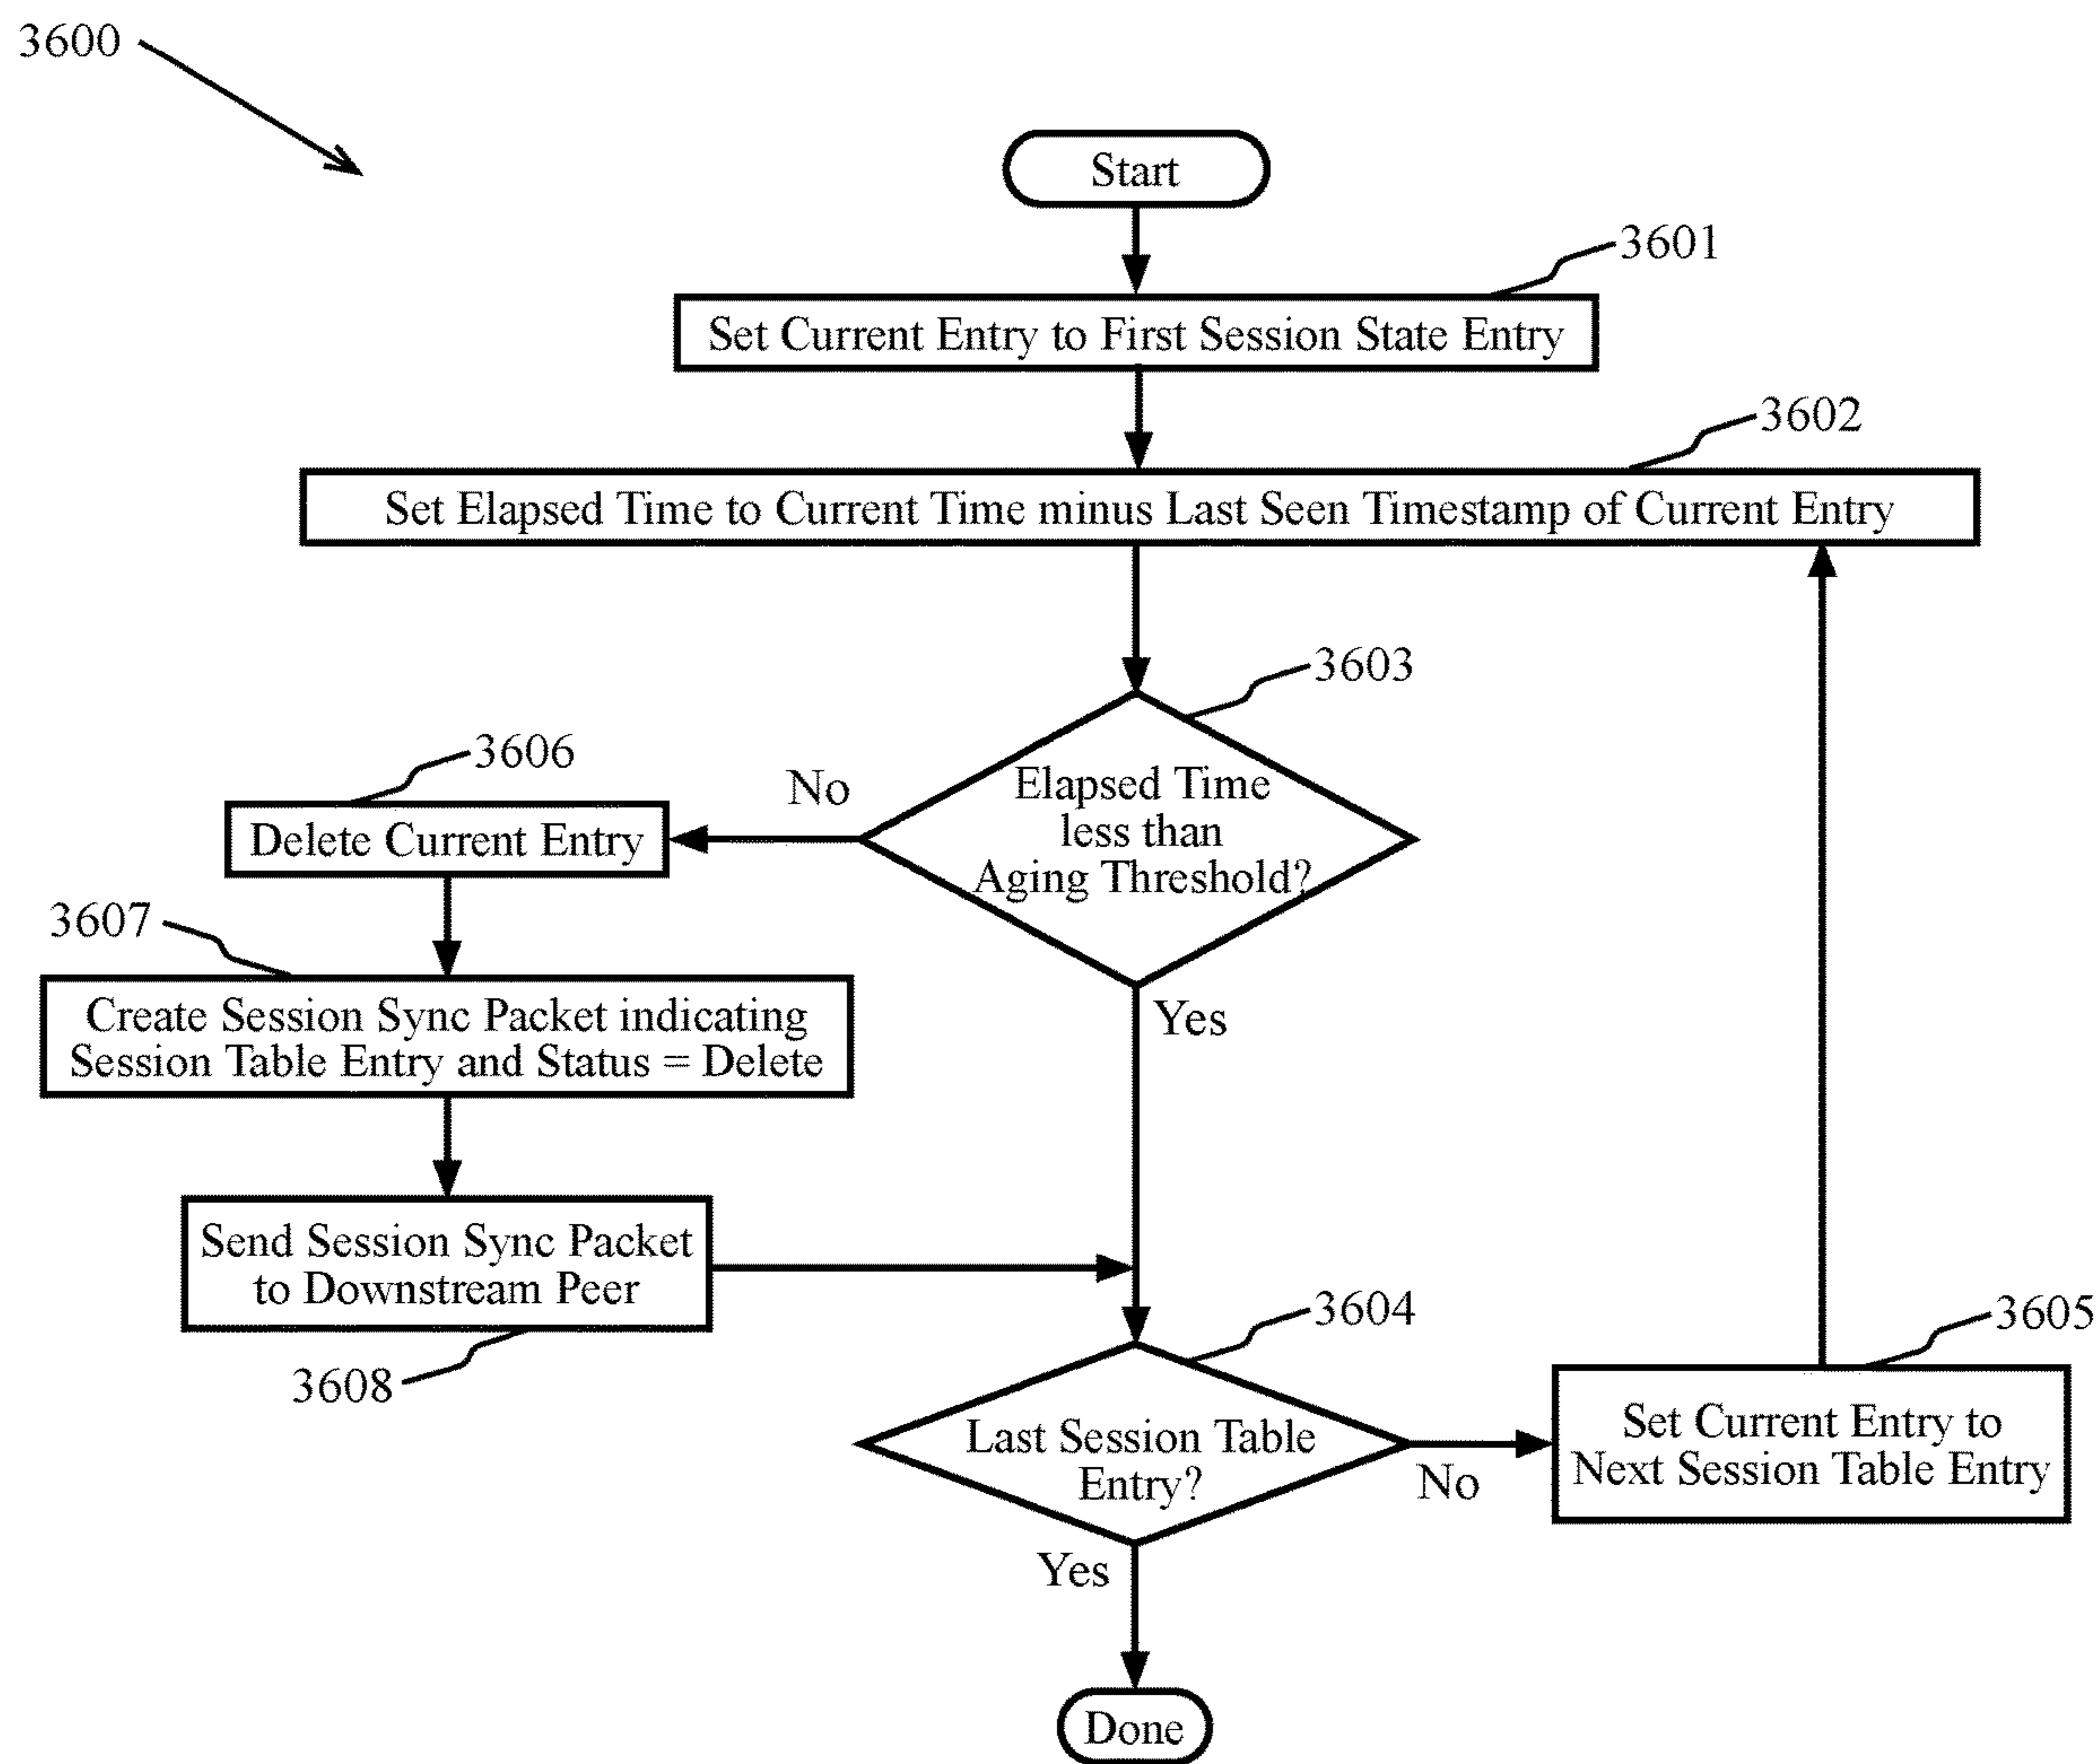 3600
Start
3601
Set Current Entry to First Session State Entry
3602
Set Elapsed Time to Current Time minus Last Seen Timestamp of Current Entry
3603
Elapsed Time
less than
Aging Threshold?
No
Yes
3606
Delete Current Entry
3607
Create Session Sync Packet indicating
Session Table Entry and Status = Delete
Send Session Sync Packet
to Downstream Peer
3608
3604
Last Session Table
Entry?
No
3605
Set Current Entry to
Next Session Table Entry
Yes
Done